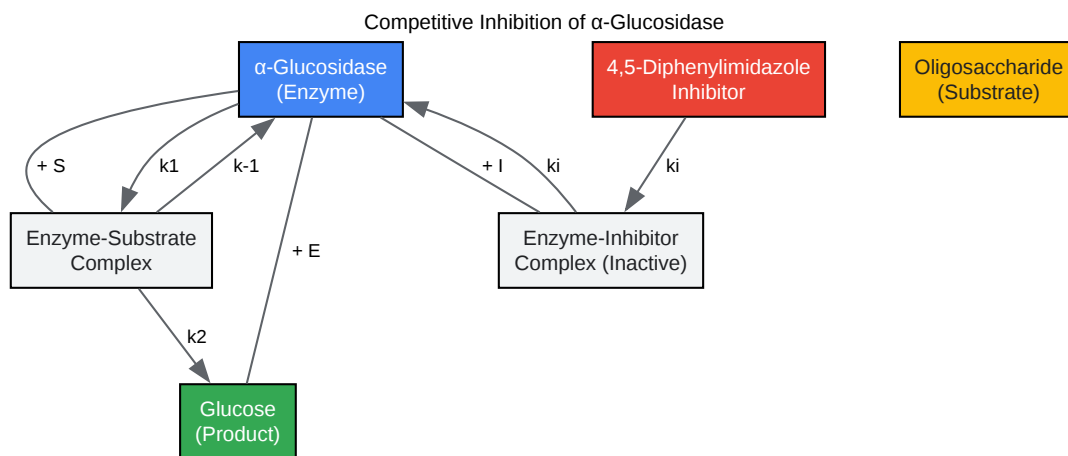 Competitive Inhibition of α-Glucosidase
α-Glucosidase
(Enzyme)
4,5-Diphenylimidazole
Inhibitor
Oligosaccharide
(Substrate)
+ S
k1
k-1
+ I
ki
ki
Enzyme-Substrate
Complex
+ E
Enzyme-Inhibitor
Complex (Inactive)
k2
Glucose
(Product)